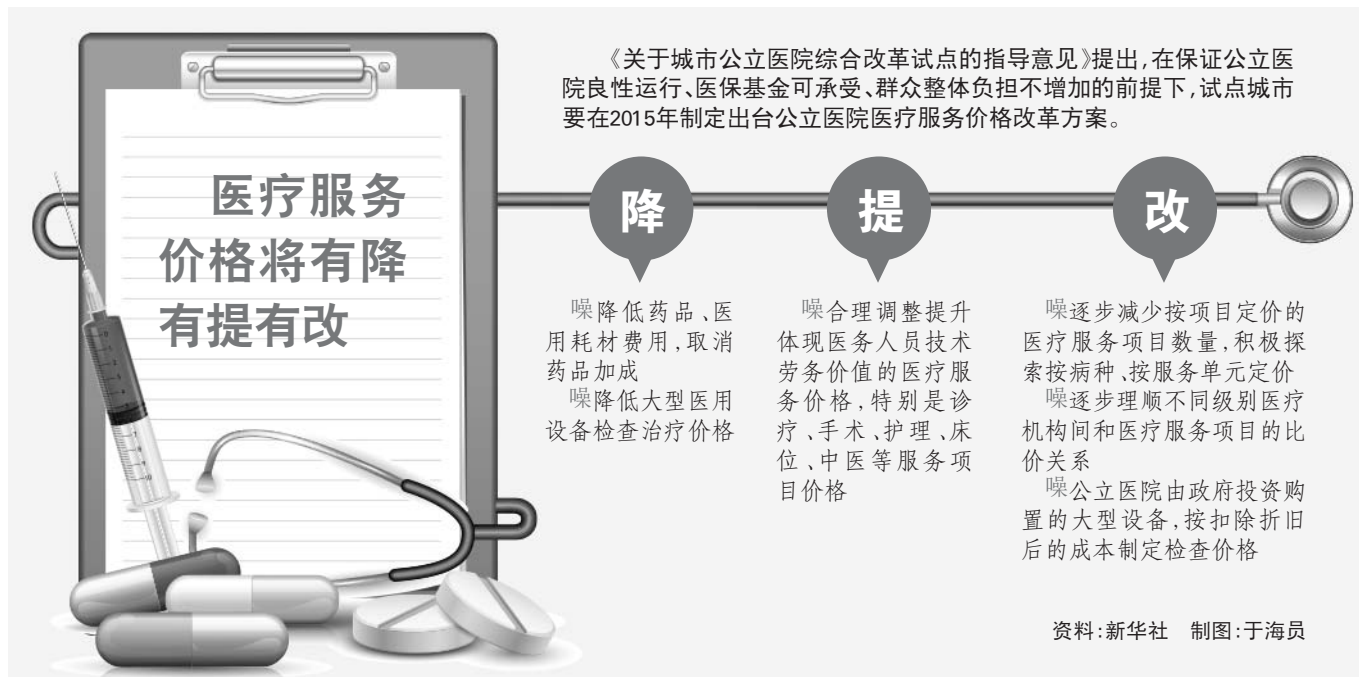 医疗服务
价格将有降
有提有改
《关于城市公立医院综合改革试点的指导意见》提出,在保证公立医
院良性运行、医保基金可承受、群众整体负担不增加的前提下,试点城市
要在2015年制定出台公立医院医疗服务价格改革方案。
降
噪降低药品、医
用耗材费用,取消
药品加成
噪降低大型医用
设备检查治疗价格
提
噪合理调整提升
体现医务人员技术
劳务价值的医疗服
务价格,特别是诊
疗、手术、护理、床
位、中医等服务项
目价格
改
噪逐步减少按项目定价的
医疗服务项目数量,积极探
索按病种、按服务单元定价
噪逐步理顺不同级别医疗
机构间和医疗服务项目的比
价关系
噪公立医院由政府投资购
置的大型设备,按扣除折旧
后的成本制定检查价格
资料:新华社 制图:于海员